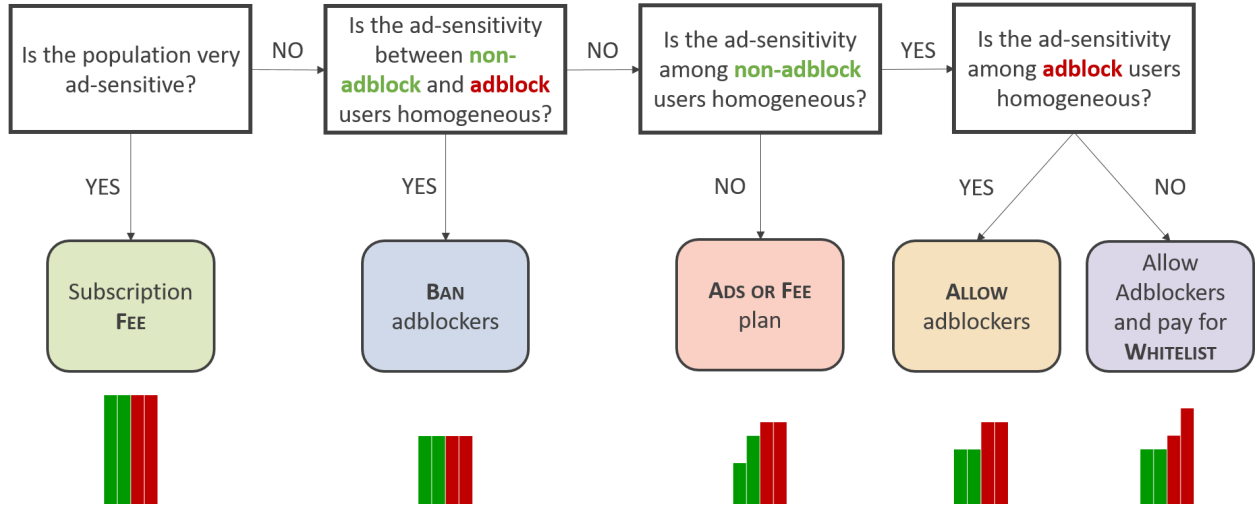 Is the population very
ad-sensitive?
NO
Is the ad-sensitivity
between non-
adblock and adblock
users homogeneous?
NO
Is the ad-sensitivity
among non-adblock
users homogeneous?
YES
Is the ad-sensitivity
among adblock users
homogeneous?
YES
YES
NO
YES
NO
Subscription
FEE
BAN
adblockers
ADS OR FEE
plan
ALLOW
adblockers
Allow
Adblockers
and pay for
WHITELIST